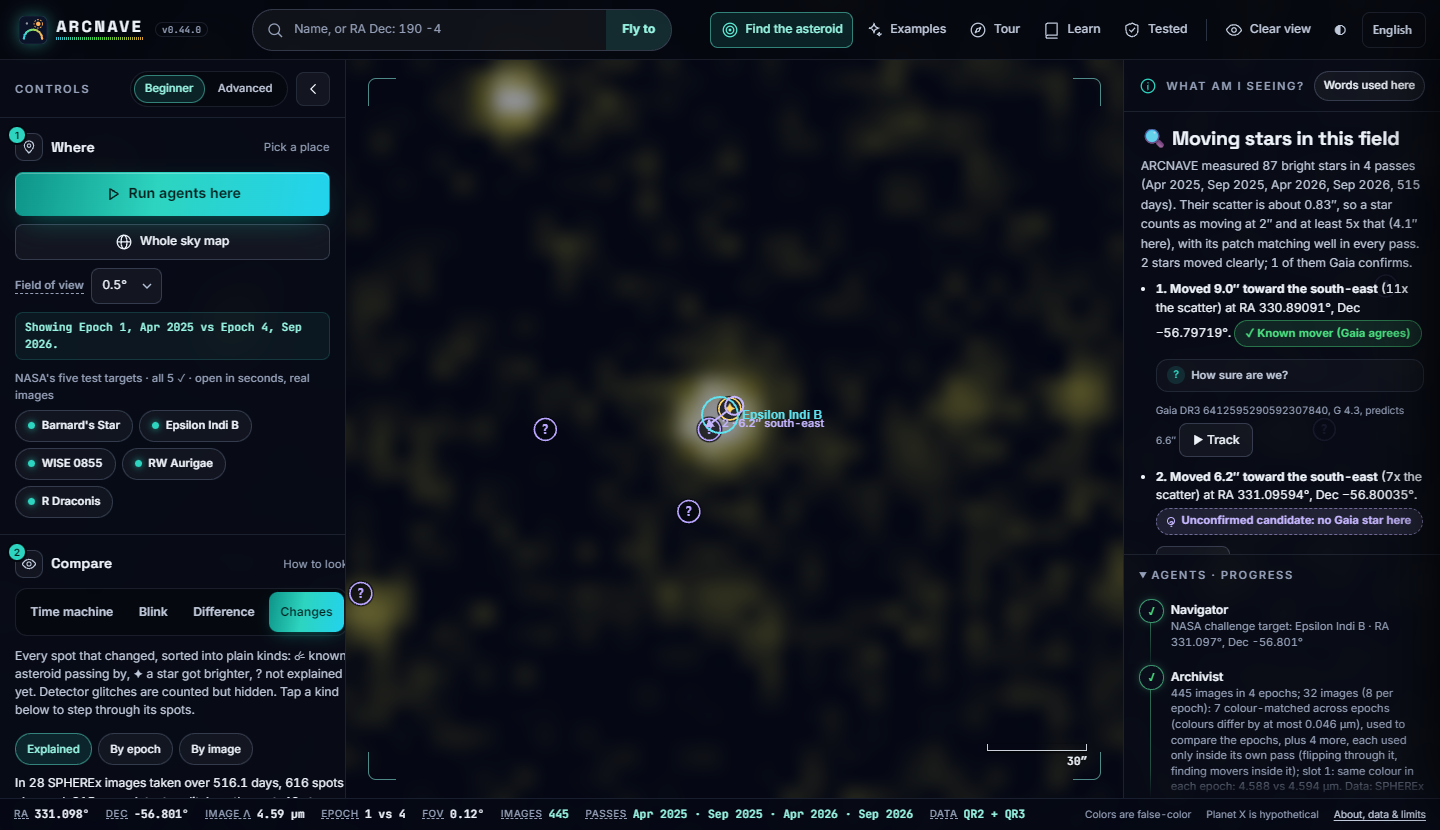 ARCNAVE v0.44.0 Name, or RA Dec: 190 -4 Fly to Find the asteroid Examples Tour Learn Tested Clear view English
CONTROLS Beginner Advanced
1 Where Pick a place
Run agents here
Whole sky map
Field of view 0.5°
Showing Epoch 1, Apr 2025 vs Epoch 4, Sep
2026.
NASA's five test targets · all 5 ✓ · open in seconds, real
images
Barnard's Star Epsilon Indi B
WISE 0855 RW Aurigae
R Draconis
2 Compare How to look
Time machine Blink Difference Changes
Every spot that changed, sorted into plain kinds: known
asteroid passing by, ✦ a star got brighter, ? not explained
yet. Detector glitches are counted but hidden. Tap a kind
below to step through its spots.
Explained By epoch By image
In 28 SPHEREx images taken over 516.1 days, 616 spots
Epsilon Indi B
6.2″ south-east
?
?
?
30″
WHAT AM I SEEING? Words used here
🔍 Moving stars in this field
ARCNAVE measured 87 bright stars in 4 passes
(Apr 2025, Sep 2025, Apr 2026, Sep 2026, 515
days). Their scatter is about 0.83″, so a star
counts as moving at 2″ and at least 5x that (4.1″
here), with its patch matching well in every pass.
2 stars moved clearly; 1 of them Gaia confirms.
• 1. Moved 9.0″ toward the south-east (11x
the scatter) at RA 330.89091°, Dec
−56.79719°. ✓ Known mover (Gaia agrees)
? How sure are we?
Gaia DR3 6412595290592307840, G 4.3, predicts
6.6″ ▶ Track
• 2. Moved 6.2″ toward the south-east (7x the
scatter) at RA 331.09594°, Dec −56.80035°.
Unconfirmed candidate: no Gaia star here
▼ AGENTS · PROGRESS
✓ Navigator
NASA challenge target: Epsilon Indi B · RA
331.097°, Dec −56.801°
✓ Archivist
445 images in 4 epochs; 32 images (8 per
epoch): 7 colour-matched across epochs
(colours differ by at most 0.046 µm), used to
compare the epochs, plus 4 more, each used
only inside its own pass (flipping through it,
finding movers inside it); slot 1: same colour in
each epoch: 4.588 vs 4.594 µm. Data: SPHEREx
RA 331.098° DEC -56.801° IMAGE Λ 4.59 µm EPOCH 1 vs 4 FOV 0.12° IMAGES 445 PASSES Apr 2025 · Sep 2025 · Apr 2026 · Sep 2026 DATA QR2 + QR3 Colors are false-color Planet X is hypothetical About, data & limits